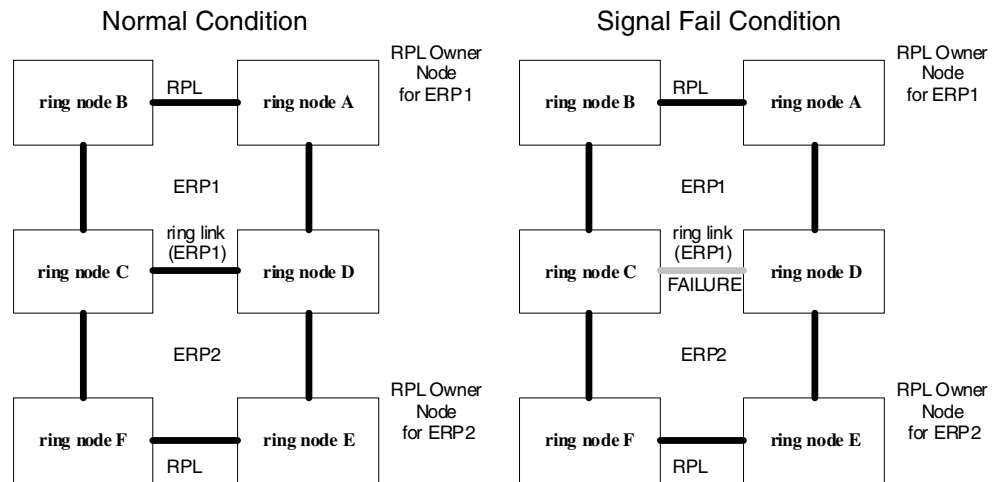 Normal Condition
RPL Owner
Node
for ERP1
ring node B
RPL
ring node A
ERP1
ring link
(ERP1)
ring node C
ring node D
ERP2
RPL Owner
Node
for ERP2
ring node F
ring node E
RPL
Signal Fail Condition
RPL Owner
Node
for ERP1
ring node B
RPL
ring node A
ERP1
ring link
(ERP1)
ring node C
ring node D
FAILURE
ERP2
RPL Owner
Node
for ERP2
ring node F
ring node E
RPL